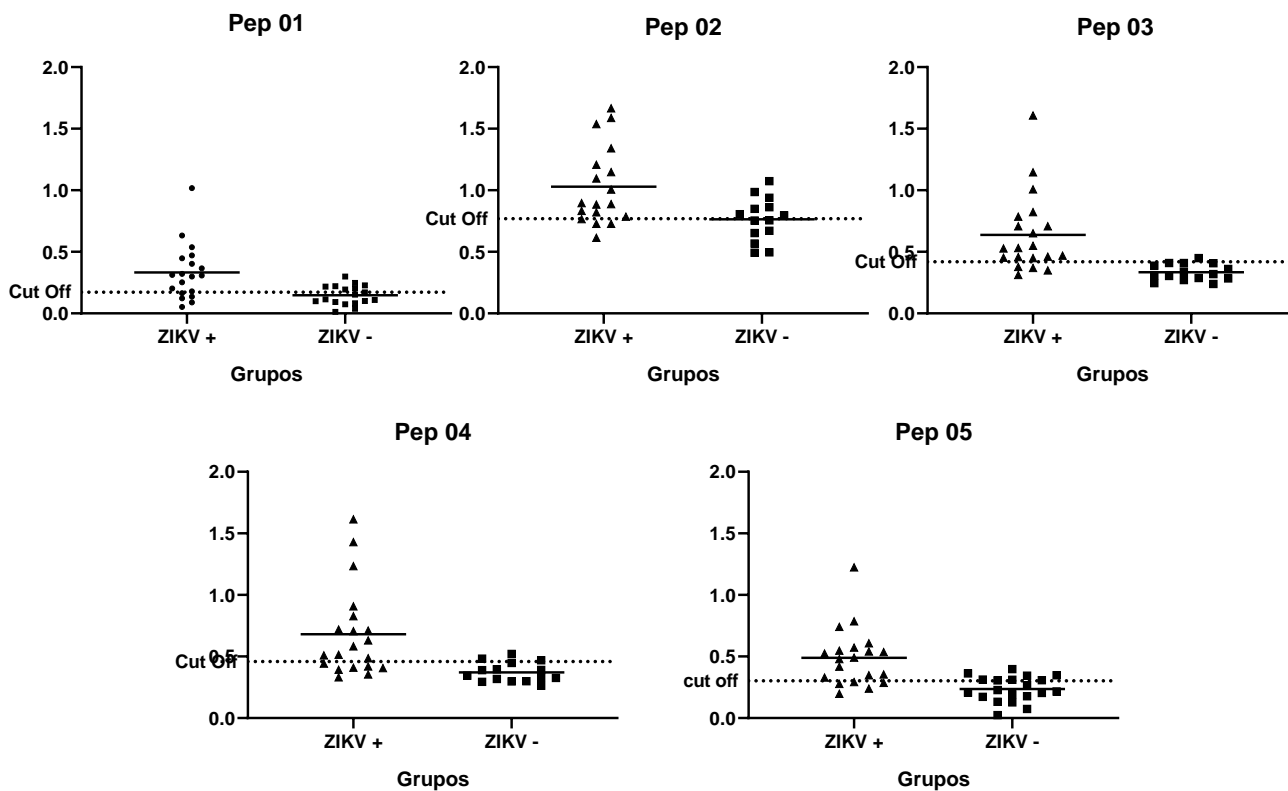 Pep 01
2.0
1.5
1.0
0.5
Cut Off
0.0
ZIKV +
ZIKV -
Grupos
Pep 02
2.0
1.5
1.0
Cut Off
0.5
0.0
ZIKV +
ZIKV -
Grupos
Pep 03
2.0
1.5
1.0
0.5
Cut Off
0.0
ZIKV +
ZIKV -
Grupos
Pep 04
2.0
1.5
1.0
0.5
Cut Off
0.0
ZIKV +
ZIKV -
Grupos
Pep 05
2.0
1.5
1.0
0.5
cut off
0.0
ZIKV +
ZIKV -
Grupos